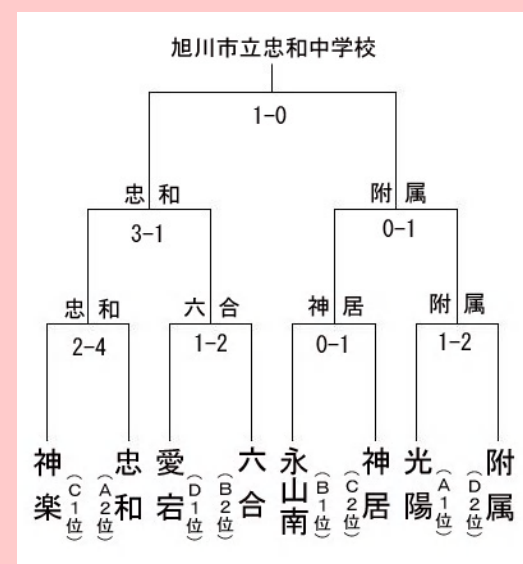 旭川市立忠和中学校
1-0
忠和 附属
3-1 0-1
忠和 六合 神居 附属
2-4 1-2 0-1 1-2
神楽（C1位）
忠和（A2位）
愛宕（D1位）
六合（B2位）
永山南（B1位）
神居（C2位）
光陽（A1位）
附属（D2位）